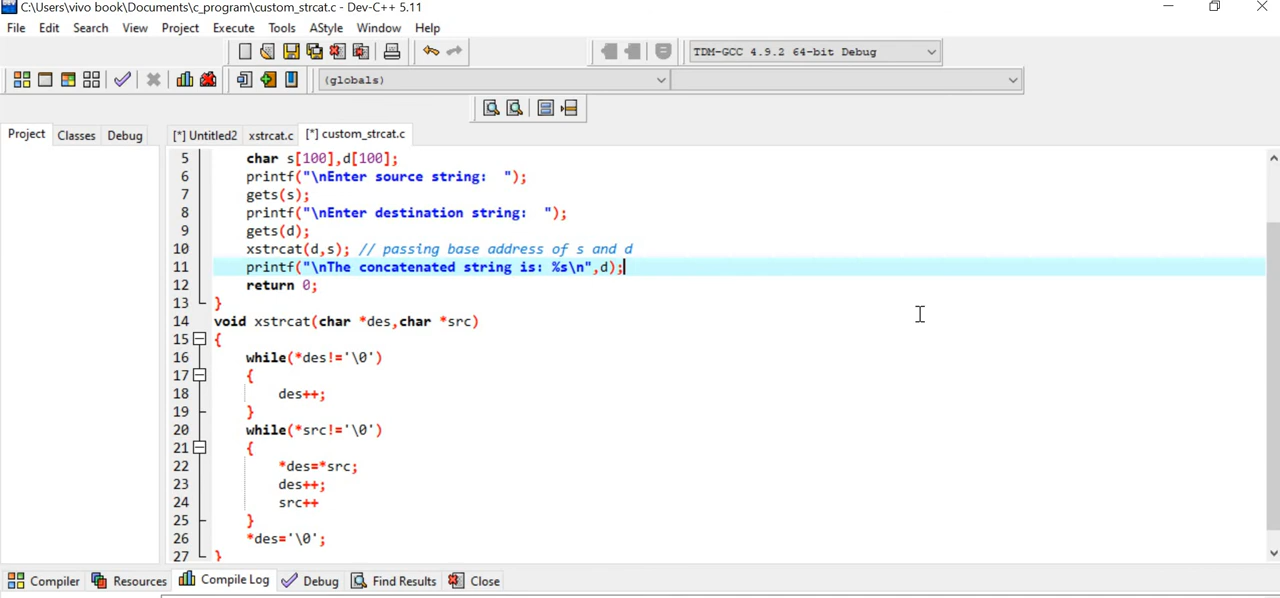 C:\Users\vivo book\Documents\c_program\custom_strcat.c - Dev-C++ 5.11
File Edit Search View Project Execute Tools AStyle Window Help
TDM-GCC 4.9.2 64-bit Debug
(globals)
Project Classes Debug [*] Untitled2 xstrcat.c [*] custom_strcat.c
5 char s[100],d[100];
6 printf("\nEnter source string:  ");
7 gets(s);
8 printf("\nEnter destination string:  ");
9 gets(d);
10 xstrcat(d,s); // passing base address of s and d
11 printf("\nThe concatenated string is: %s\n",d);
12 return 0;
13 }
14 void xstrcat(char *des,char *src)
15 {
16 while(*des!='\0')
17 {
18 des++;
19 }
20 while(*src!='\0')
21 {
22 *des=*src;
23 des++;
24 src++
25 }
26 *des='\0';
27 }
Compiler Resources Compile Log Debug Find Results Close